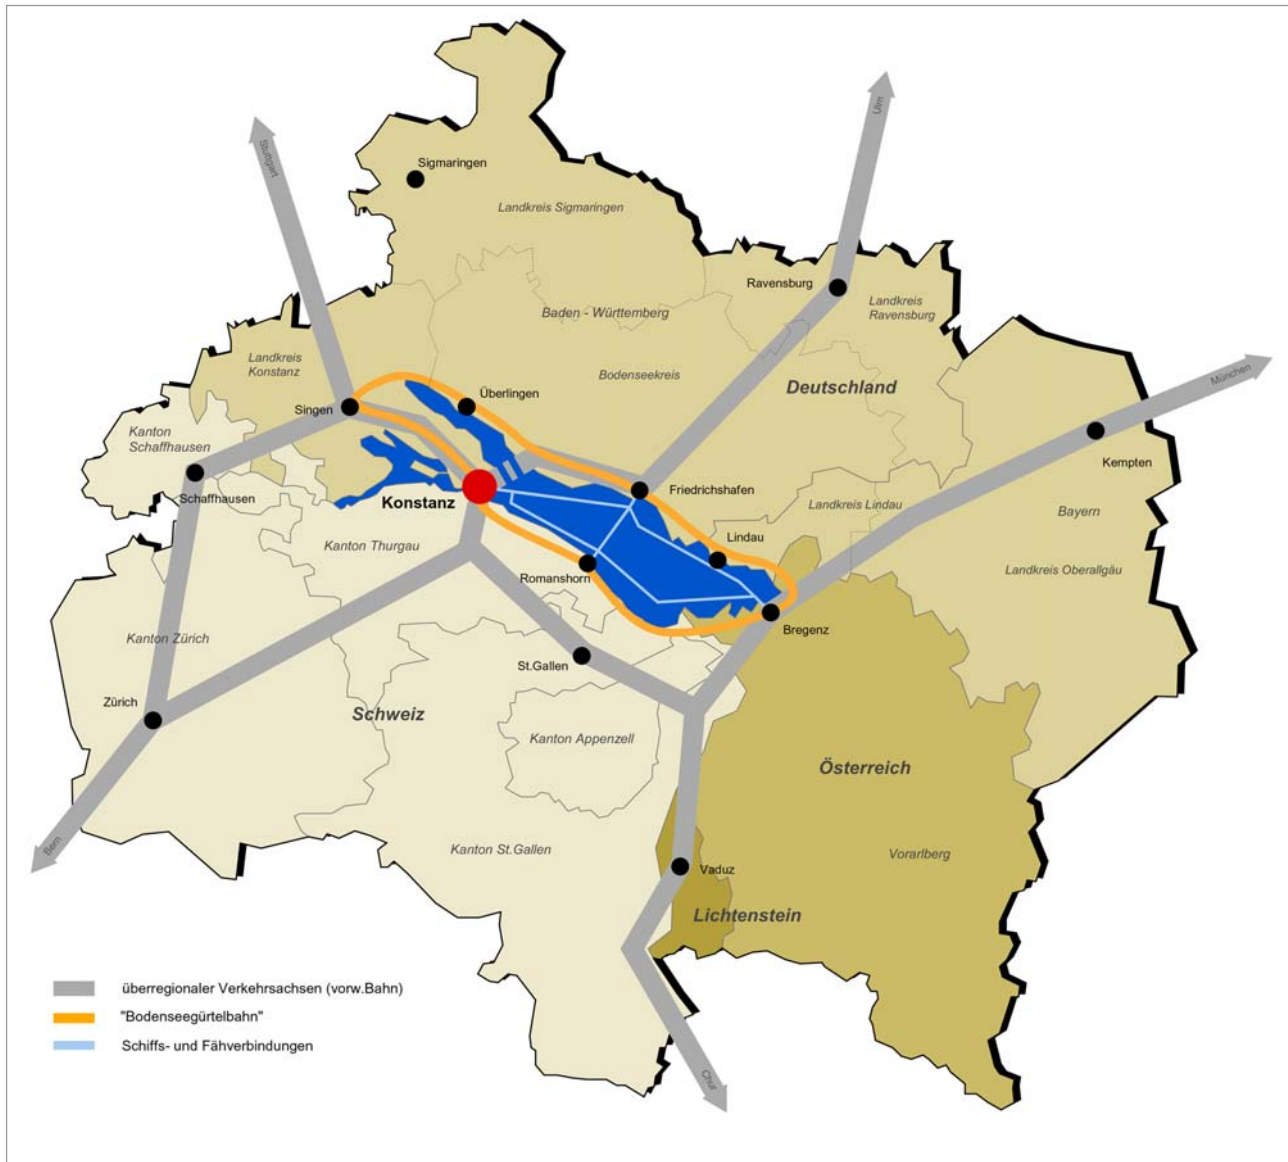 Ulm
Stuttgart
Sigmaringen
Landkreis Sigmaringen
Ravensburg
Landkreis
Ravensburg
Baden - Württemberg
Landkreis
Konstanz
Bodenseekreis
Deutschland
München
Überlingen
Singen
Kanton
Schaffhausen
Kempten
Schaffhausen
Friedrichshafen
Konstanz
Landkreis Lindau
Bayern
Lindau
Kanton Thurgau
Landkreis Oberallgäu
Romanshorn
Bregenz
Kanton Zürich
St.Gallen
Zürich
Schweiz
Kanton Appenzell
Österreich
Bern
Kanton St.Gallen
Vorarlberg
Vaduz
Lichtenstein
überregionaler Verkehrsachsen (vorw.Bahn)
"Bodenseegürtelbahn"
Schiffs- und Fährverbindungen
Chur